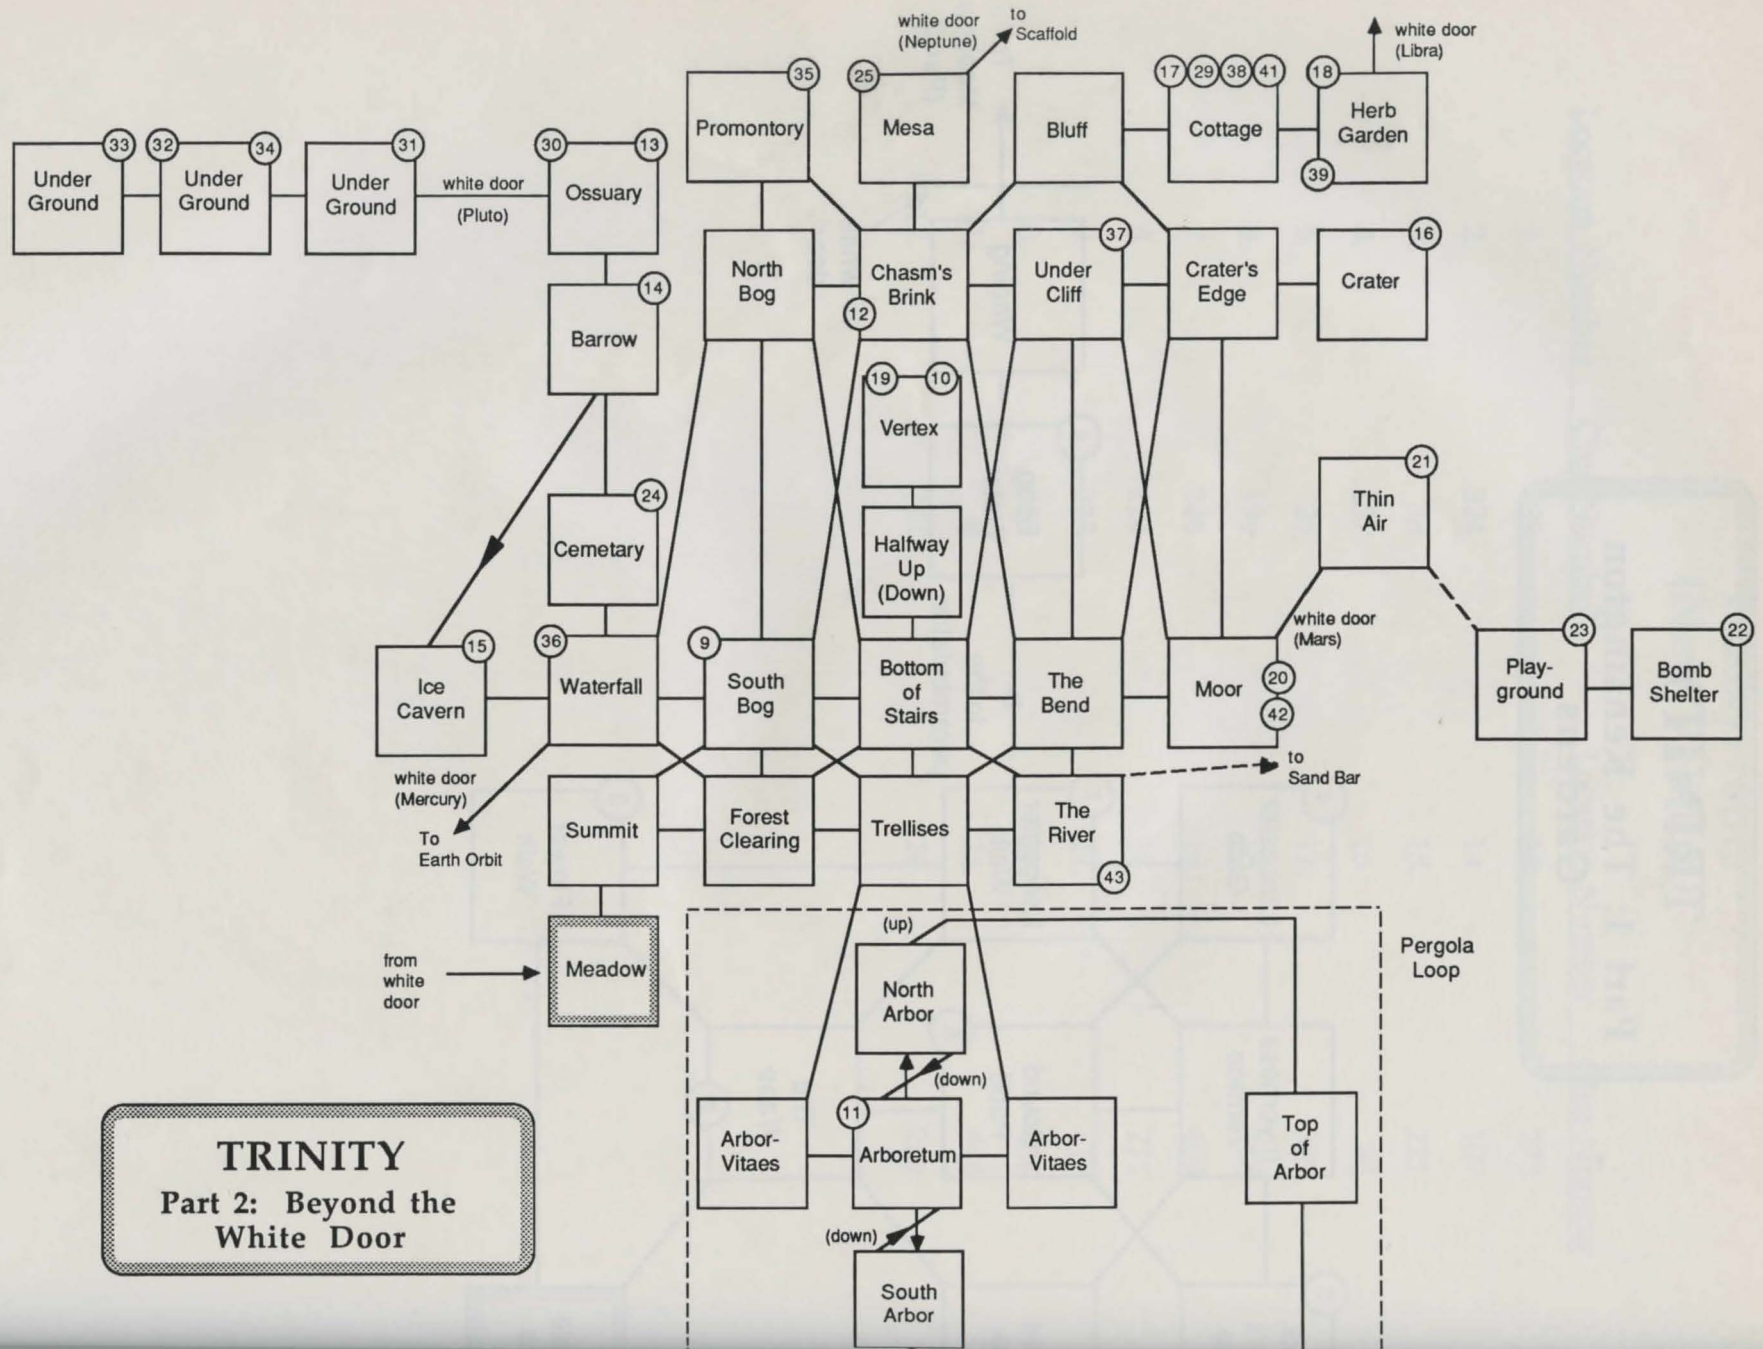 white door
(Neptune)
to
Scaffold
white door
(Libra)
35
Promontory
25
Mesa
Bluff
17
29
38
41
Cottage
18
Herb
Garden
39
33
Under
Ground
32
34
Under
Ground
31
Under
Ground
white door
(Pluto)
30
13
Ossuary
North
Bog
Chasm's
Brink
12
37
Under
Cliff
Crater's
Edge
16
Crater
14
Barrow
19
10
Vertex
24
Cemetary
Halfway
Up
(Down)
21
Thin
Air
white door
(Mars)
15
Ice
Cavern
36
Waterfall
9
South
Bog
Bottom
of
Stairs
The
Bend
Moor
20
42
23
Play-
ground
22
Bomb
Shelter
white door
(Mercury)
To
Earth Orbit
to
Sand Bar
Summit
Forest
Clearing
Trellises
The
River
43
from
white
door
Meadow
(up)
North
Arbor
Pergola
Loop
(down)
Arbor-
Vitaes
11
Arboretum
Arbor-
Vitaes
Top
of
Arbor
(down)
South
Arbor
TRINITY
Part 2: Beyond the
White Door